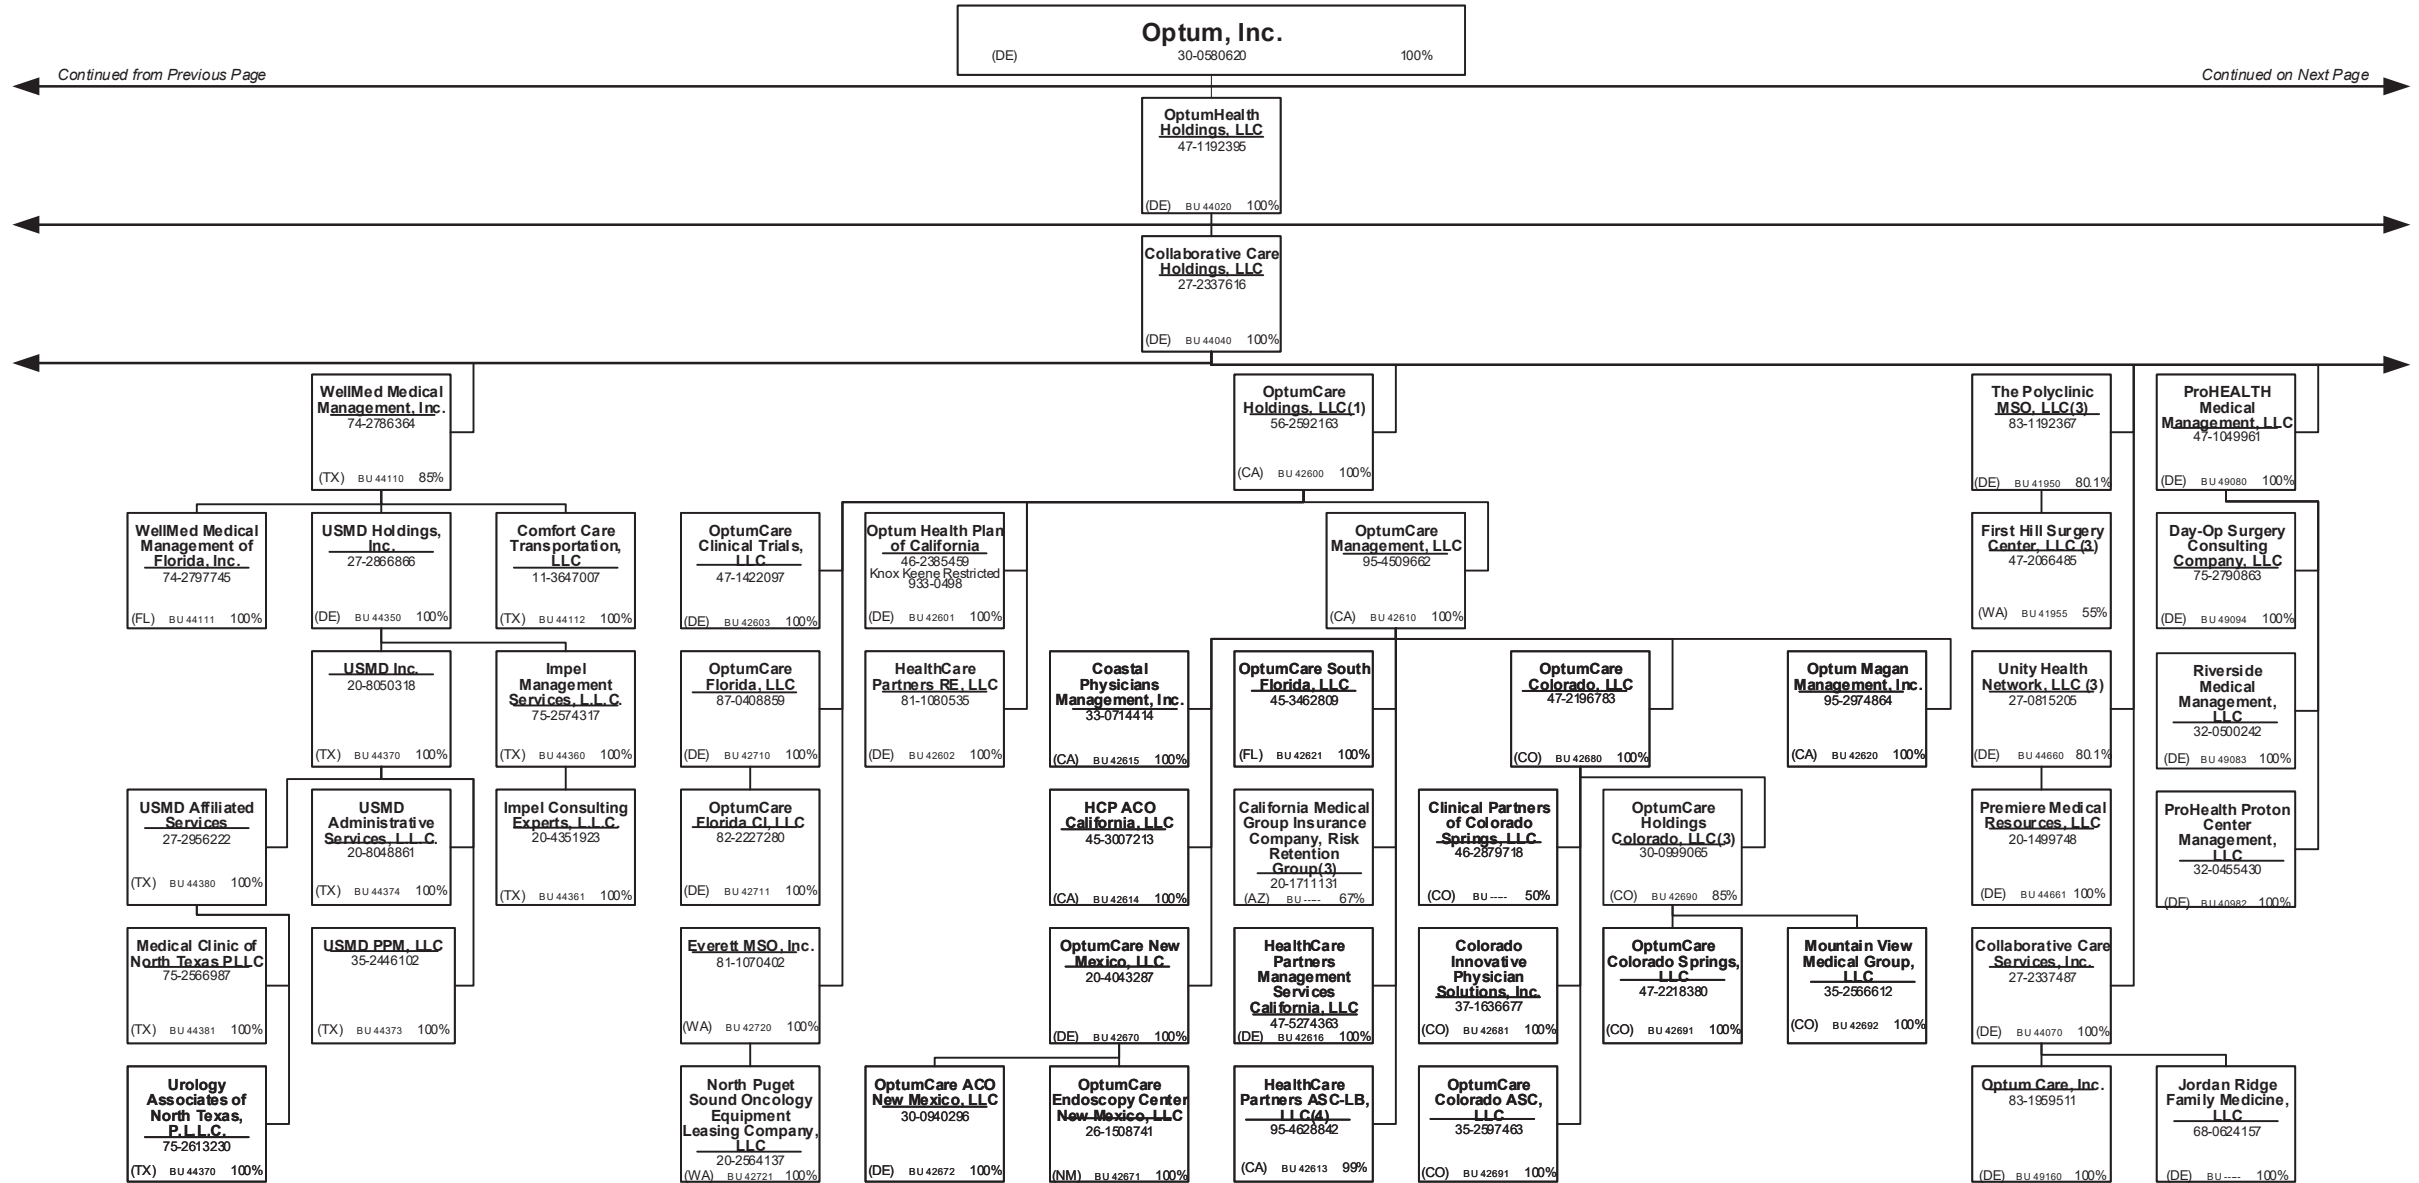 Optum, Inc.
(DE) 30-0580620 100%
Continued from Previous Page
Continued on Next Page
OptumHealth
Holdings, LLC
47-1192395
(DE) BU 44020 100%
Collaborative Care
Holdings, LLC
27-2337616
(DE) BU 44040 100%
WellMed Medical
Management, Inc.
74-2786364
(TX) BU 44110 85%
OptumCare
Holdings, LLC(1)
56-2592163
(CA) BU 42600 100%
The Polyclinic
MSO, LLC(3)
83-1192367
(DE) BU 41950 80.1%
ProHEALTH
Medical
Management, LLC
47-1049961
(DE) BU 49080 100%
WellMed Medical
Management of
Florida, Inc.
74-2797745
(FL) BU 44111 100%
USMD Holdings,
Inc.
27-2866866
(DE) BU 44350 100%
Comfort Care
Transportation,
LLC
11-3647007
(TX) BU 44112 100%
OptumCare
Clinical Trials,
LLC
47-1422097
(DE) BU 42603 100%
Optum Health Plan
of California
46-2385459
Knox Keene Restricted
933-0498
(DE) BU 42601 100%
OptumCare
Management, LLC
95-4509662
(CA) BU 42610 100%
First Hill Surgery
Center, LLC (3)
47-2066485
(WA) BU 41955 55%
Day-Op Surgery
Consulting
Company, LLC
75-2790863
(DE) BU 49094 100%
USMD Inc.
20-8050318
(TX) BU 44370 100%
Impel
Management
Services, L.L.C.
75-2574317
(TX) BU 44360 100%
OptumCare
Florida, LLC
87-0408859
(DE) BU 42710 100%
HealthCare
Partners RE, LLC
81-1080535
(DE) BU 42602 100%
Coastal
Physicians
Management, Inc.
33-0714414
(CA) BU 42615 100%
OptumCare South
Florida, LLC
45-3462809
(FL) BU 42621 100%
OptumCare
Colorado, LLC
47-2196783
(CO) BU 42680 100%
Optum Magan
Management, Inc.
95-2974864
(CA) BU 42620 100%
Unity Health
Network, LLC (3)
27-0815205
(DE) BU 44660 80.1%
Riverside
Medical
Management,
LLC
32-0500242
(DE) BU 49083 100%
USMD Affiliated
Services
27-2956222
(TX) BU 44380 100%
USMD
Administrative
Services, L.L.C.
20-8048861
(TX) BU 44374 100%
Impel Consulting
Experts, L.L.C.
20-4351923
(TX) BU 44361 100%
OptumCare
Florida CI, LLC
82-2227280
(DE) BU 42711 100%
HCP ACO
California, LLC
45-3007213
(CA) BU 42614 100%
California Medical
Group Insurance
Company, Risk
Retention
Group(3)
20-1711131
(AZ) BU ----- 67%
Clinical Partners
of Colorado
Springs, LLC
46-2879718
(CO) BU ----- 50%
OptumCare
Holdings
Colorado, LLC(3)
30-0999065
(CO) BU 42690 85%
Premiere Medical
Resources, LLC
20-1499748
(DE) BU 44661 100%
ProHealth Proton
Center
Management,
LLC
32-0455430
(DE) BU 40982 100%
Medical Clinic of
North Texas PLLC
75-2566987
(TX) BU 44381 100%
USMD PPM, LLC
35-2446102
(TX) BU 44373 100%
Everett MSO, Inc.
81-1070402
(WA) BU 42720 100%
OptumCare New
Mexico, LLC
20-4043287
(DE) BU 42670 100%
HealthCare
Partners
Management
Services
California, LLC
47-5274363
(DE) BU 42616 100%
Colorado
Innovative
Physician
Solutions, Inc.
37-1636677
(CO) BU 42681 100%
OptumCare
Colorado Springs,
LLC
47-2218380
(CO) BU 42691 100%
Mountain View
Medical Group,
LLC
35-2566612
(CO) BU 42692 100%
Collaborative Care
Services, Inc.
27-2337487
(DE) BU 44070 100%
Urology
Associates of
North Texas,
P.L.L.C.
75-2613230
(TX) BU 44370 100%
North Puget
Sound Oncology
Equipment
Leasing Company,
LLC
20-2564137
(WA) BU 42721 100%
OptumCare ACO
New Mexico, LLC
30-0940296
(DE) BU 42672 100%
OptumCare
Endoscopy Center
New Mexico, LLC
26-1508741
(NM) BU 42671 100%
HealthCare
Partners ASC-LB,
LLC(4)
95-4628842
(CA) BU 42613 99%
OptumCare
Colorado ASC,
LLC
35-2597463
(CO) BU 42691 100%
Optum Care, Inc.
83-1959511
(DE) BU 49160 100%
Jordan Ridge
Family Medicine,
LLC
68-0624157
(DE) BU ----- 100%